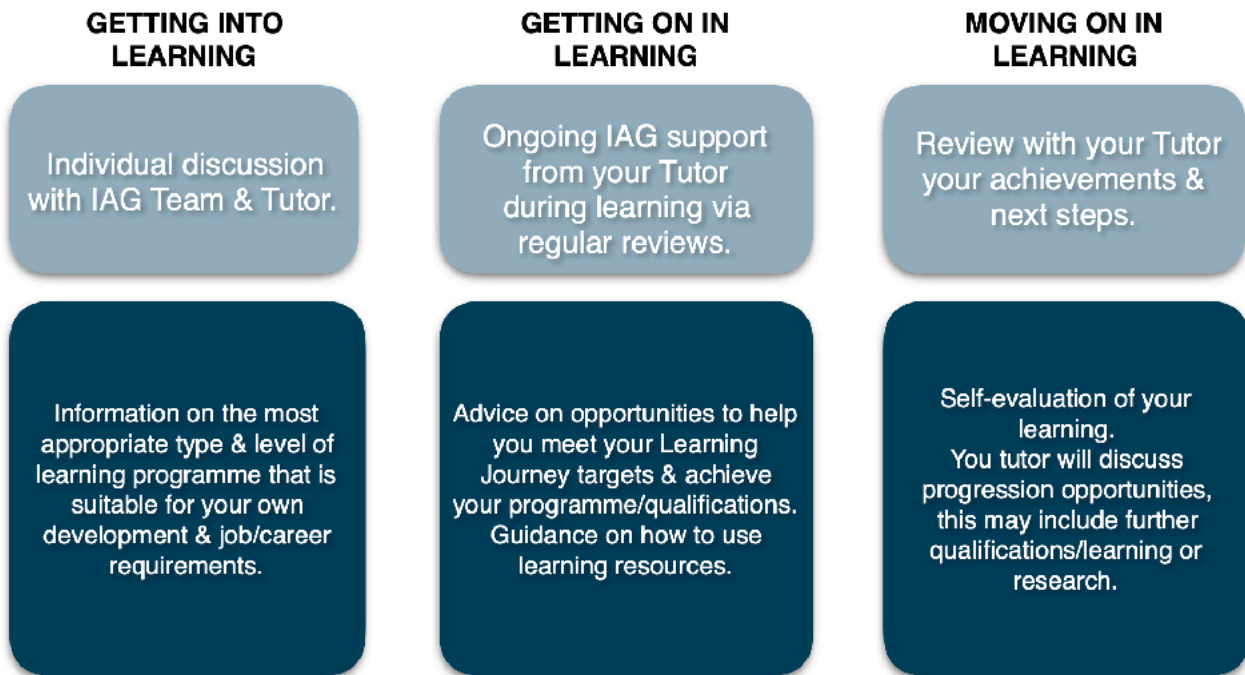 GETTING INTO
LEARNING
Individual discussion
with IAG Team & Tutor.
Information on the most
appropriate type & level of
learning programme that is
suitable for your own
development & job/career
requirements.
GETTING ON IN
LEARNING
Ongoing IAG support
from your Tutor
during learning via
regular reviews.
Advice on opportunities to help
you meet your Learning
Journey targets & achieve
your programme/qualifications.
Guidance on how to use
learning resources.
MOVING ON IN
LEARNING
Review with your Tutor
your achievements &
next steps.
Self-evaluation of your
learning.
You tutor will discuss
progression opportunities,
this may include further
qualifications/learning or
research.